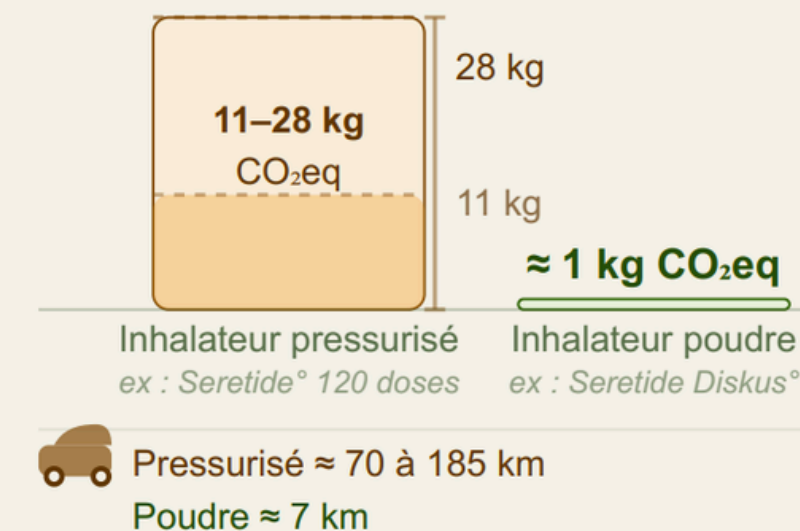 28 kg
11–28 kg
CO₂eq
11 kg
≈ 1 kg CO₂eq
Inhalateur pressurisé
ex : Seretide° 120 doses
Inhalateur poudre
ex : Seretide Diskus°
Pressurisé ≈ 70 à 185 km
Poudre ≈ 7 km